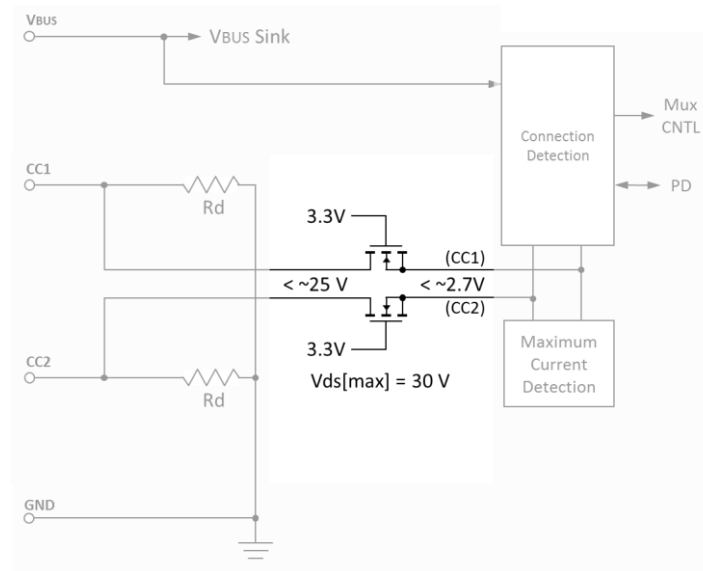 VBUS
VBUS Sink
Mux
CNTL
Connection
Detection
PD
CC1
Rd
3.3V
(CC1)
< ~25 V
< ~2.7V
(CC2)
3.3V
Vds[max] = 30 V
Maximum
Current
Detection
CC2
Rd
GND